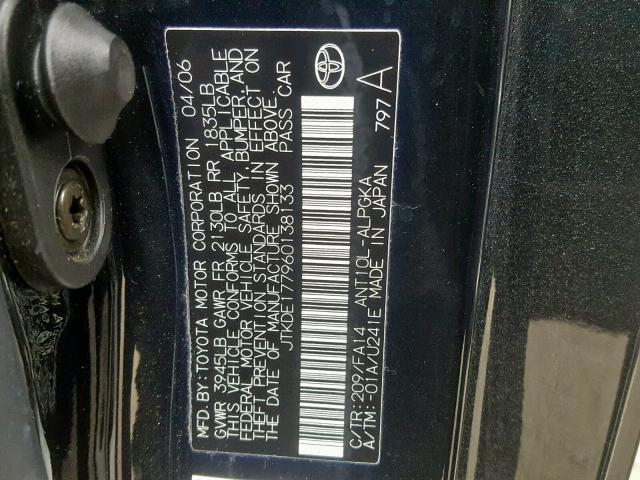 MFD. BY: TOYOTA MOTOR CORPORATION 04/06
GVWR 3945LB GAWR FR 2130LB RR 1835LB
THIS VEHICLE CONFORMS TO ALL APPLICABLE
FEDERAL MOTOR VEHICLE SAFETY, BUMPER, AND
THEFT PREVENTION STANDARDS IN EFFECT ON
THE DATE OF MANUFACTURE SHOWN ABOVE.
JTKDE177960138133 PASS CAR
C/TR: 209/FA14 ANT10L-ALPGKA 797 A
A/TM: -01A/U241E MADE IN JAPAN